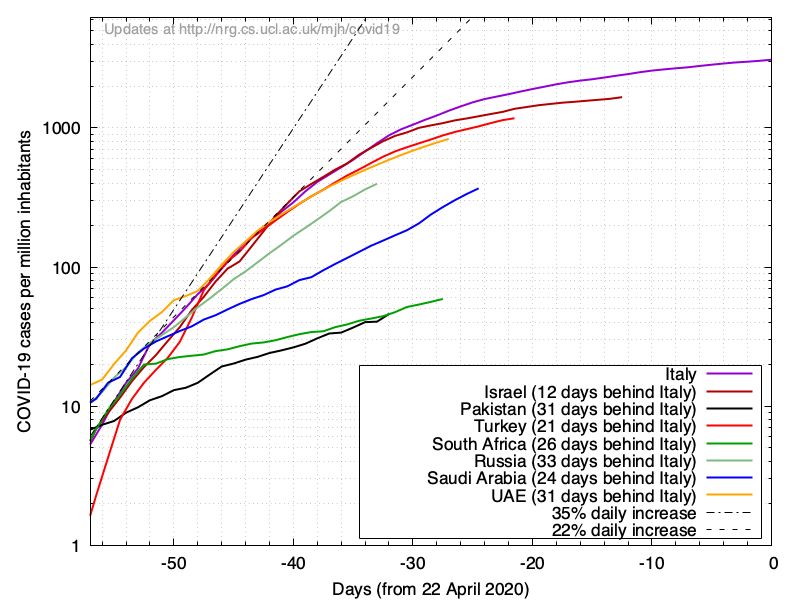 Updates at http://nrg.cs.ucl.ac.uk/mjh/covid19
COVID-19 cases per million inhabitants
1000
100
10
1
Italy
Israel (12 days behind Italy)
Pakistan (31 days behind Italy)
Turkey (21 days behind Italy)
South Africa (26 days behind Italy)
Russia (33 days behind Italy)
Saudi Arabia (24 days behind Italy)
UAE (31 days behind Italy)
35% daily increase
22% daily increase
-50 -40 -30 -20 -10 0
Days (from 22 April 2020)